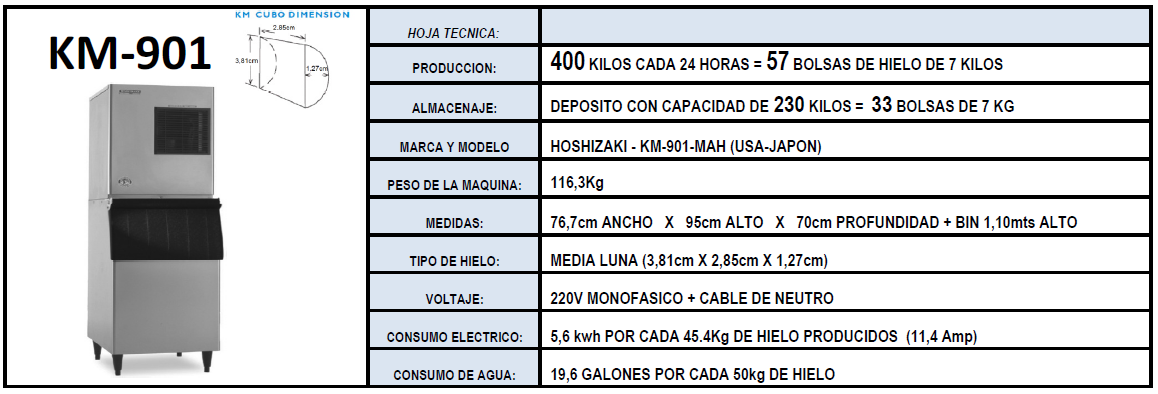 KM CUBO DIMENSION
KM-901
2.85cm
3,81cm
1.27cm
HOJA TECNICA:
PRODUCCION: 400 KILOS CADA 24 HORAS = 57 BOLSAS DE HIELO DE 7 KILOS
ALMACENAJE: DEPOSITO CON CAPACIDAD DE 230 KILOS = 33 BOLSAS DE 7 KG
MARCA Y MODELO HOSHIZAKI - KM-901-MAH (USA-JAPON)
PESO DE LA MAQUINA: 116,3Kg
MEDIDAS: 76,7cm ANCHO X 95cm ALTO X 70cm PROFUNDIDAD + BIN 1,10mts ALTO
TIPO DE HIELO: MEDIA LUNA (3,81cm X 2,85cm X 1,27cm)
VOLTAJE: 220V MONOFASICO + CABLE DE NEUTRO
CONSUMO ELECTRICO: 5,6 kwh POR CADA 45.4Kg DE HIELO PRODUCIDOS (11,4 Amp)
CONSUMO DE AGUA: 19,6 GALONES POR CADA 50kg DE HIELO